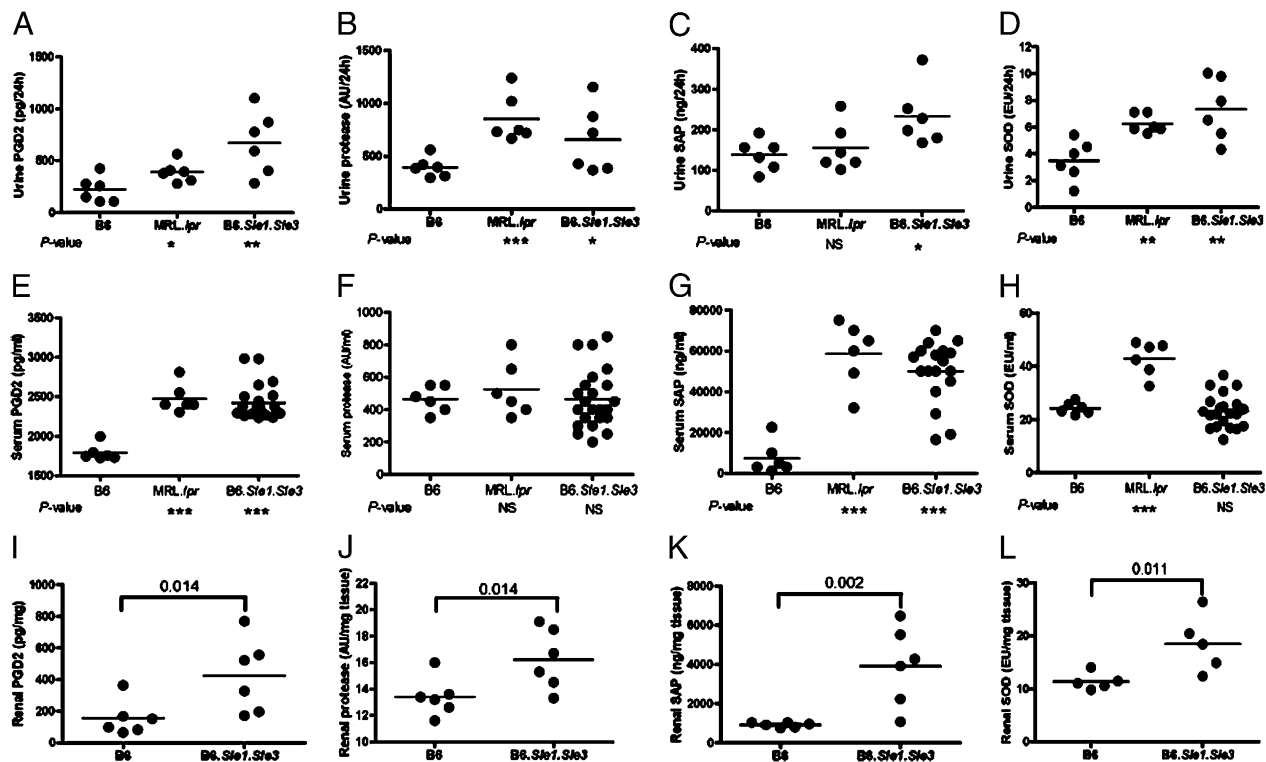 A
Urine PGD2 (pg/24h)
1500
1000
500
0
B6 MRL.lpr B6.Sle1.Sle3
P-value * **
B
Urine protease (AU/24h)
1500
1000
500
0
B6 MRL.lpr B6.Sle1.Sle3
P-value *** *
C
Urine SAP (ng/24h)
400
300
200
100
0
B6 MRL.lpr B6.Sle1.Sle3
P-value NS *
D
Urine SOD (EU/24h)
12
10
8
6
4
2
0
B6 MRL.lpr B6.Sle1.Sle3
P-value ** **
E
Serum PGD2 (pg/ml)
3500
3000
2500
2000
1500
B6 MRL.lpr B6.Sle1.Sle3
P-value *** ***
F
Serum protease (AU/ml)
1000
800
600
400
200
0
B6 MRL.lpr B6.Sle1.Sle3
P-value NS NS
G
Serum SAP (ng/ml)
80000
60000
40000
20000
0
B6 MRL.lpr B6.Sle1.Sle3
P-value *** ***
H
Serum SOD (EU/ml)
60
40
20
0
B6 MRL.lpr B6.Sle1.Sle3
P-value *** NS
I
Renal PGD2 (pg/mg)
1000
800
600
400
200
0
0.014
B6 B6.Sle1.Sle3
J
Renal protease (AU/mg tissue)
22
20
18
16
14
12
10
0.014
B6 B6.Sle1.Sle3
K
Renal SAP (ng/mg tissue)
8000
6000
4000
2000
0
0.002
B6 B6.Sle1.Sle3
L
Renal SOD (EU/mg tissue)
30
20
10
0
0.011
B6 B6.Sle1.Sle3